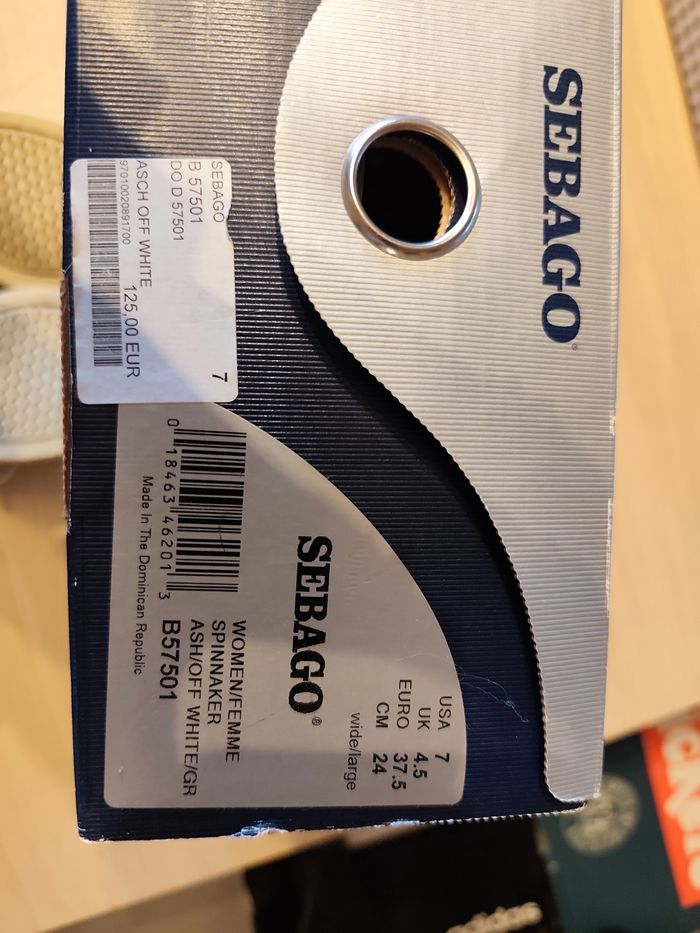 SEBAGO®
SEBAGO
B 57501
DO D 57501
7
ASCH OFF WHITE
125,00 EUR
97010020891700
SEBAGO®
USA 7
UK 4.5
EURO 37.5
CM 24
wide/large
WOMEN/FEMME
SPINNAKER
ASH/OFF WHITE/GR
B57501
0 18463 46201 3
Made In The Dominican Republic
adidas